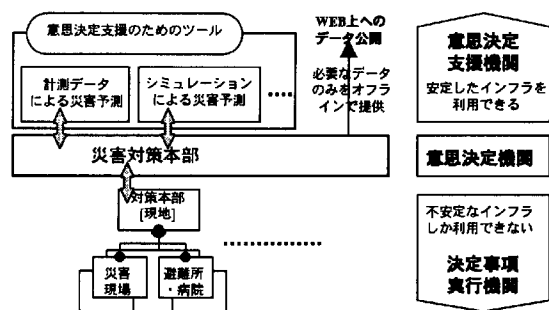 意思決定支援のためのツール
計測データ
による災害予測
シミュレーション
による災害予測
......
WEB上への
データ公開
必要なデータ
のみをオフラ
インで提供
災害対策本部
対策本部
[現地]
災害
現場
避難所
・病院
..................
意思決定
支援機関
安定したインフラを
利用できる
意思決定機関
不安定なインフラ
しか利用できない
決定事項
実行機関